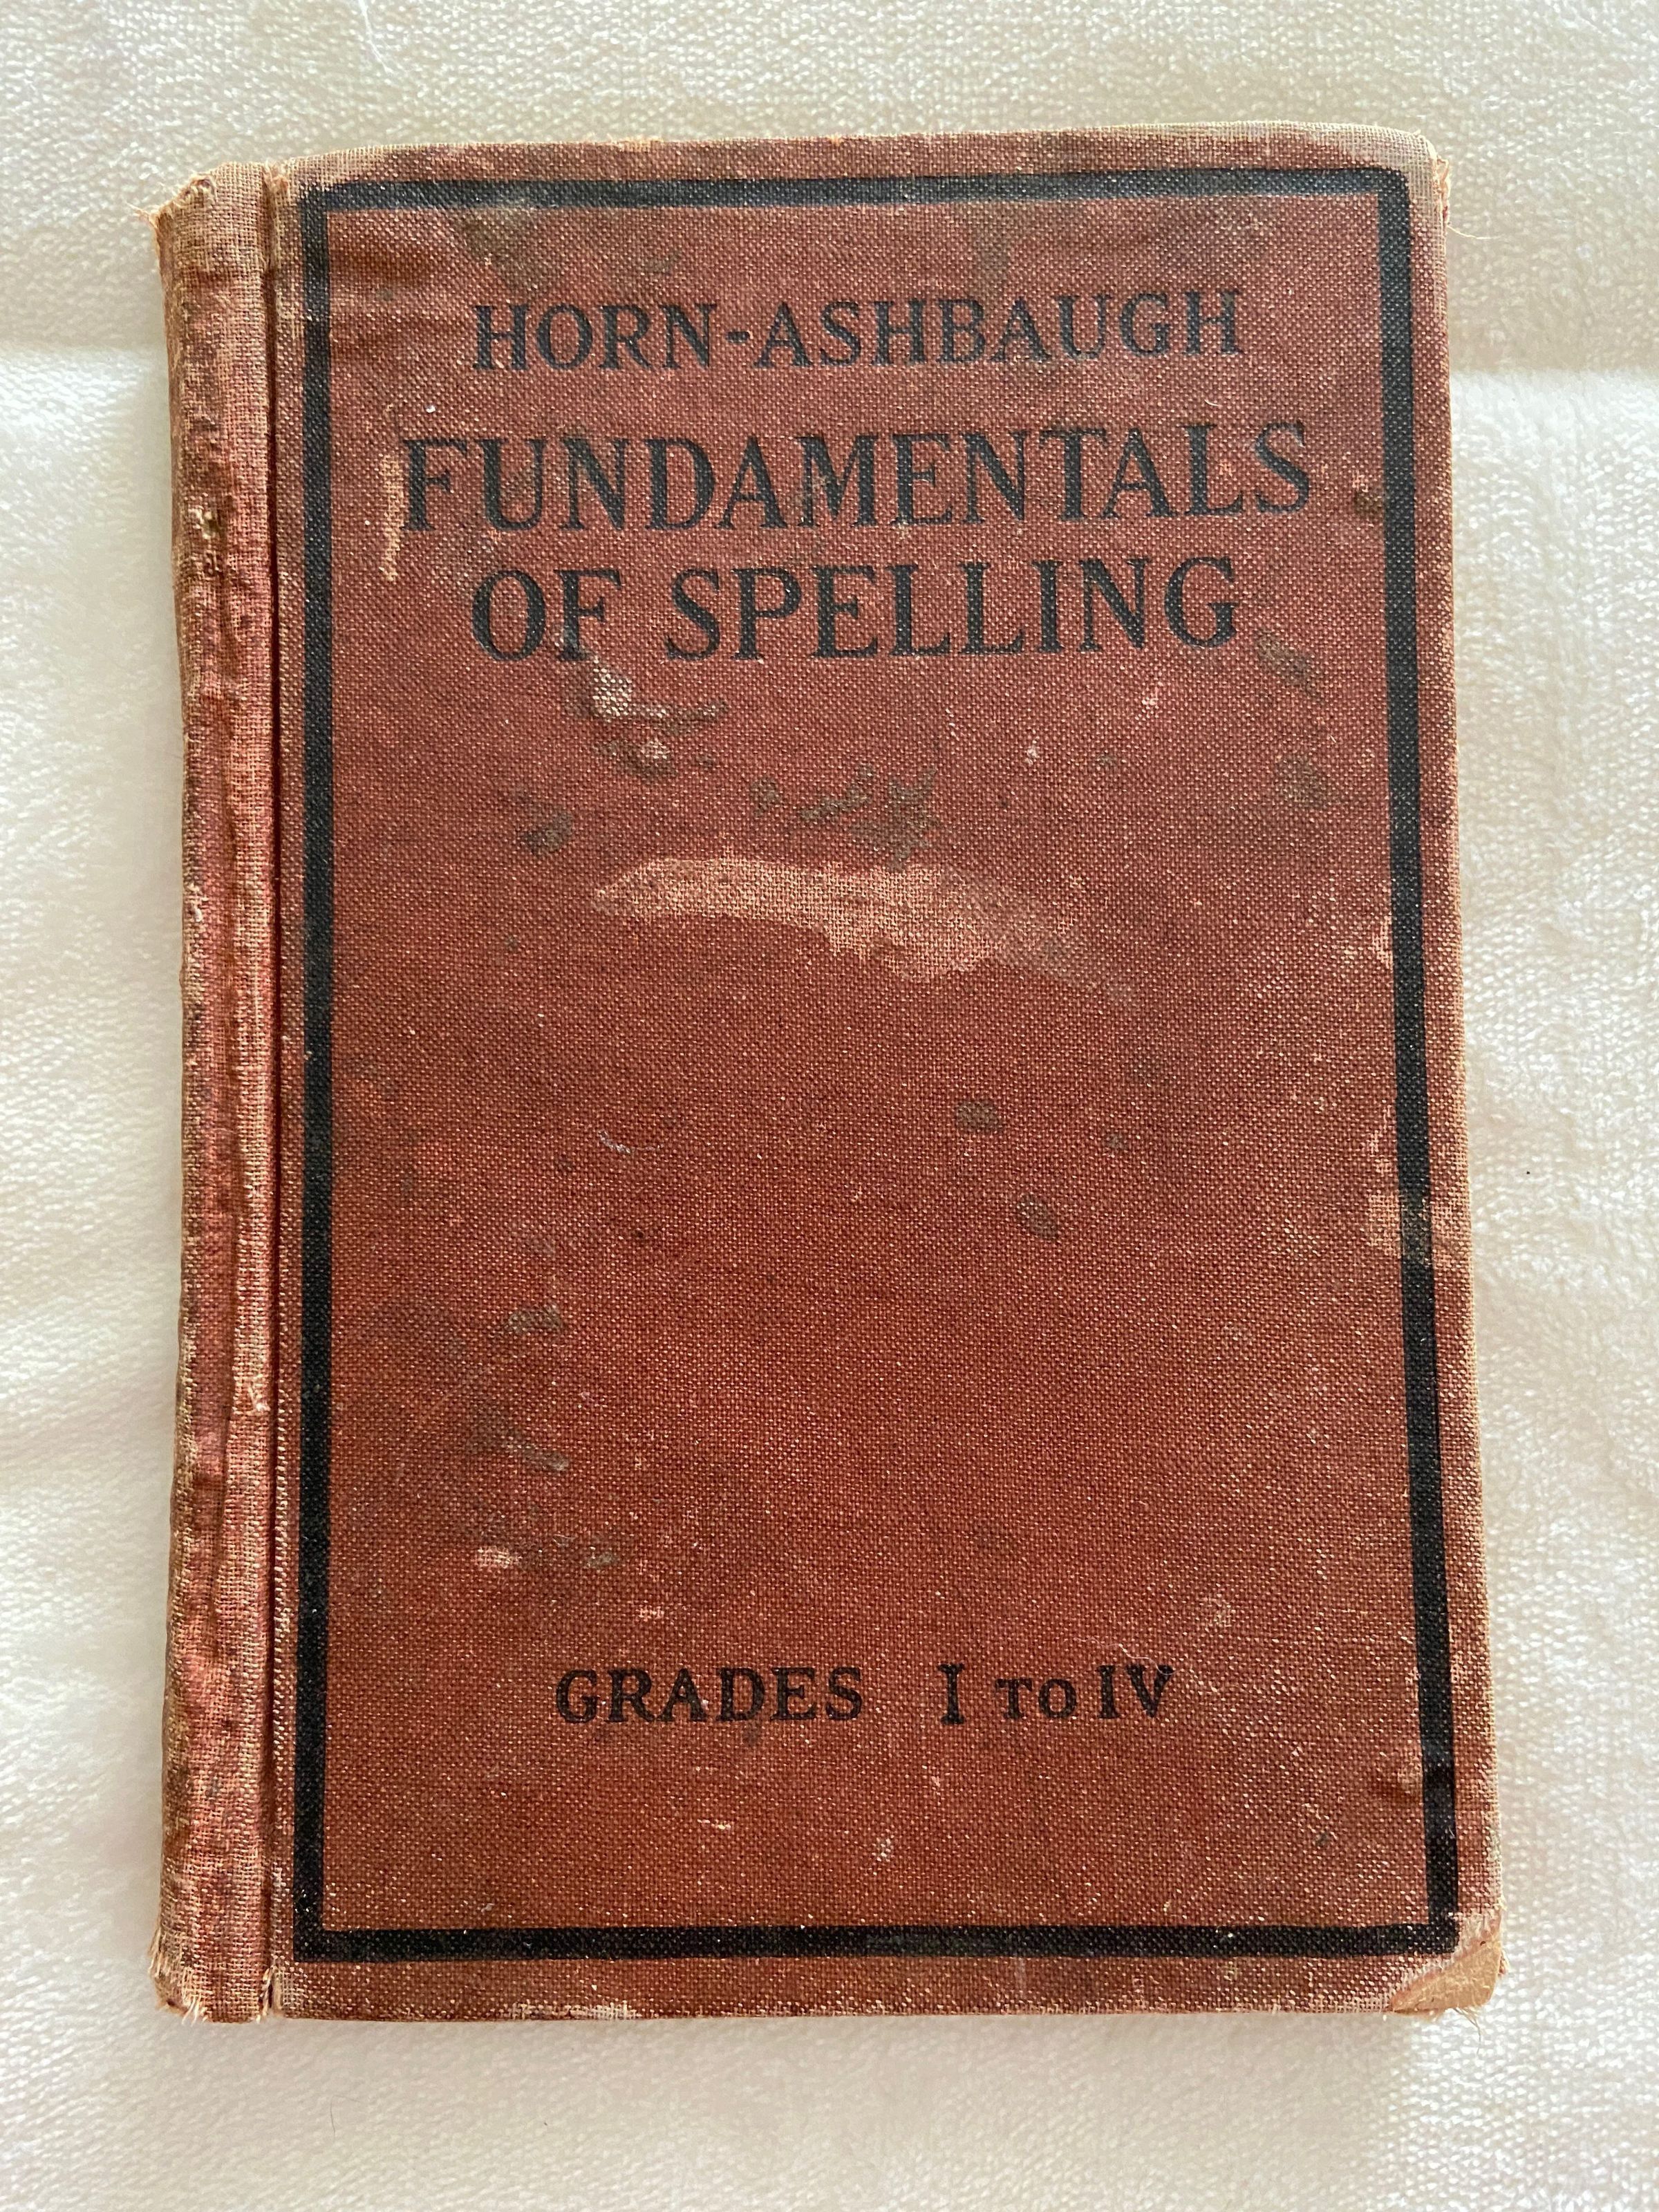 HORN-ASHBAUGH
FUNDAMENTALS
OF SPELLING
GRADES I TO IV